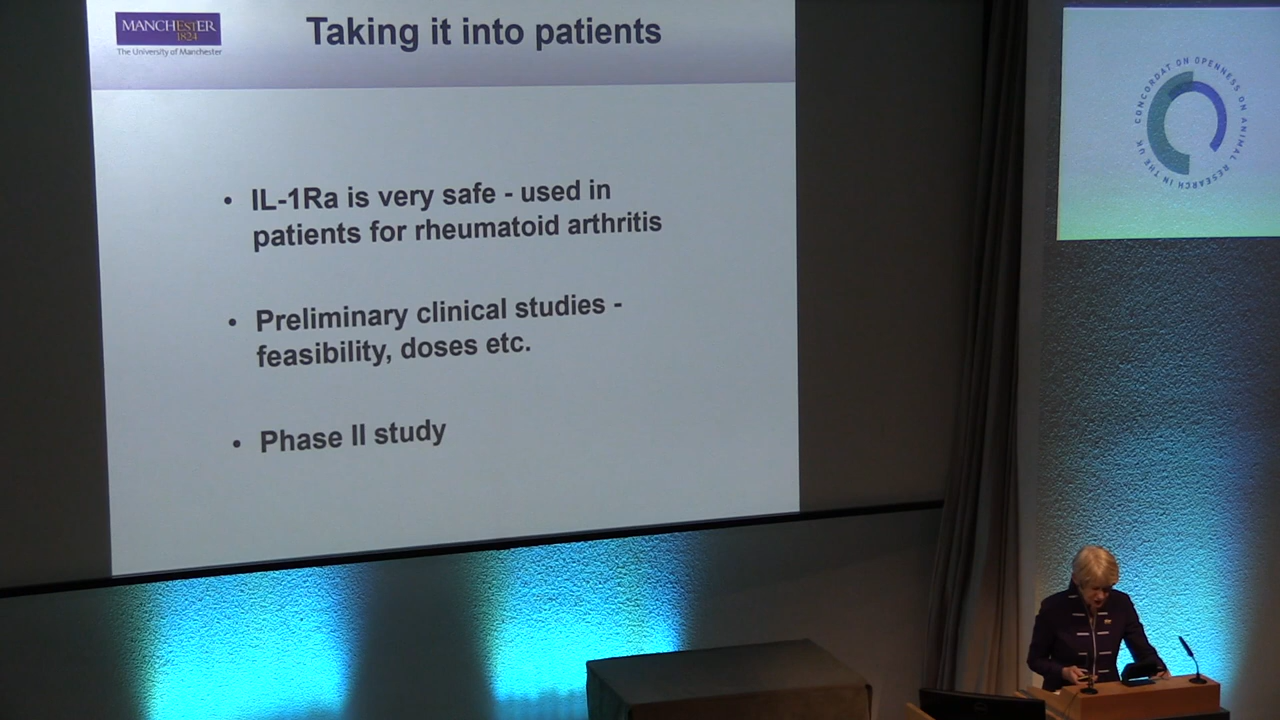 MANCHESTER
1824
The University of Manchester
Taking it into patients
• IL-1Ra is very safe - used in
patients for rheumatoid arthritis
• Preliminary clinical studies -
feasibility, doses etc.
• Phase II study
CONCORDAT ON OPENNESS ON ANIMAL RESEARCH IN THE UK